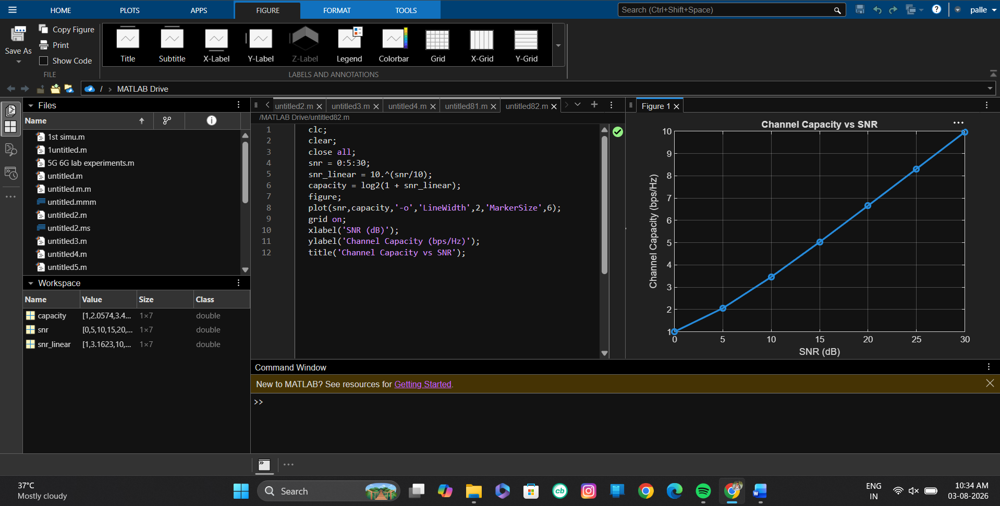 HOME PLOTS APPS FIGURE FORMAT TOOLS Search (Ctrl+Shift+Space) ? palle
Save As
Copy Figure
Print
Show Code
FILE
Title Subtitle X-Label Y-Label Z-Label Legend Colorbar Grid X-Grid Y-Grid
LABELS AND ANNOTATIONS
/ > MATLAB Drive
Files
Name
1st simu.m
1untitled.m
5G 6G lab experiments.m
untitled.m
untitled.m.m
untitled.mmm
untitled2.m
untitled2.ms
untitled3.m
untitled4.m
untitled5.m
Workspace
Name Value Size Class
capacity [1,2.0574,3.4... 1×7 double
snr [0,5,10,15,20,... 1×7 double
snr_linear [1,3.1623,10,... 1×7 double
untitled2.m untitled3.m untitled4.m untitled81.m untitled82.m
/MATLAB Drive/untitled82.m
1 clc;
2 clear;
3 close all;
4 snr = 0:5:30;
5 snr_linear = 10.^(snr/10);
6 capacity = log2(1 + snr_linear);
7 figure;
8 plot(snr,capacity,'-o','LineWidth',2,'MarkerSize',6);
9 grid on;
10 xlabel('SNR (dB)');
11 ylabel('Channel Capacity (bps/Hz)');
12 title('Channel Capacity vs SNR');
Figure 1
Channel Capacity vs SNR
Channel Capacity (bps/Hz)
10
9
8
7
6
5
4
3
2
1
0 5 10 15 20 25 30
SNR (dB)
Command Window
New to MATLAB? See resources for Getting Started.
>>
37°C
Mostly cloudy
Search
cb
W
ENG
IN
10:34 AM
03-08-2026